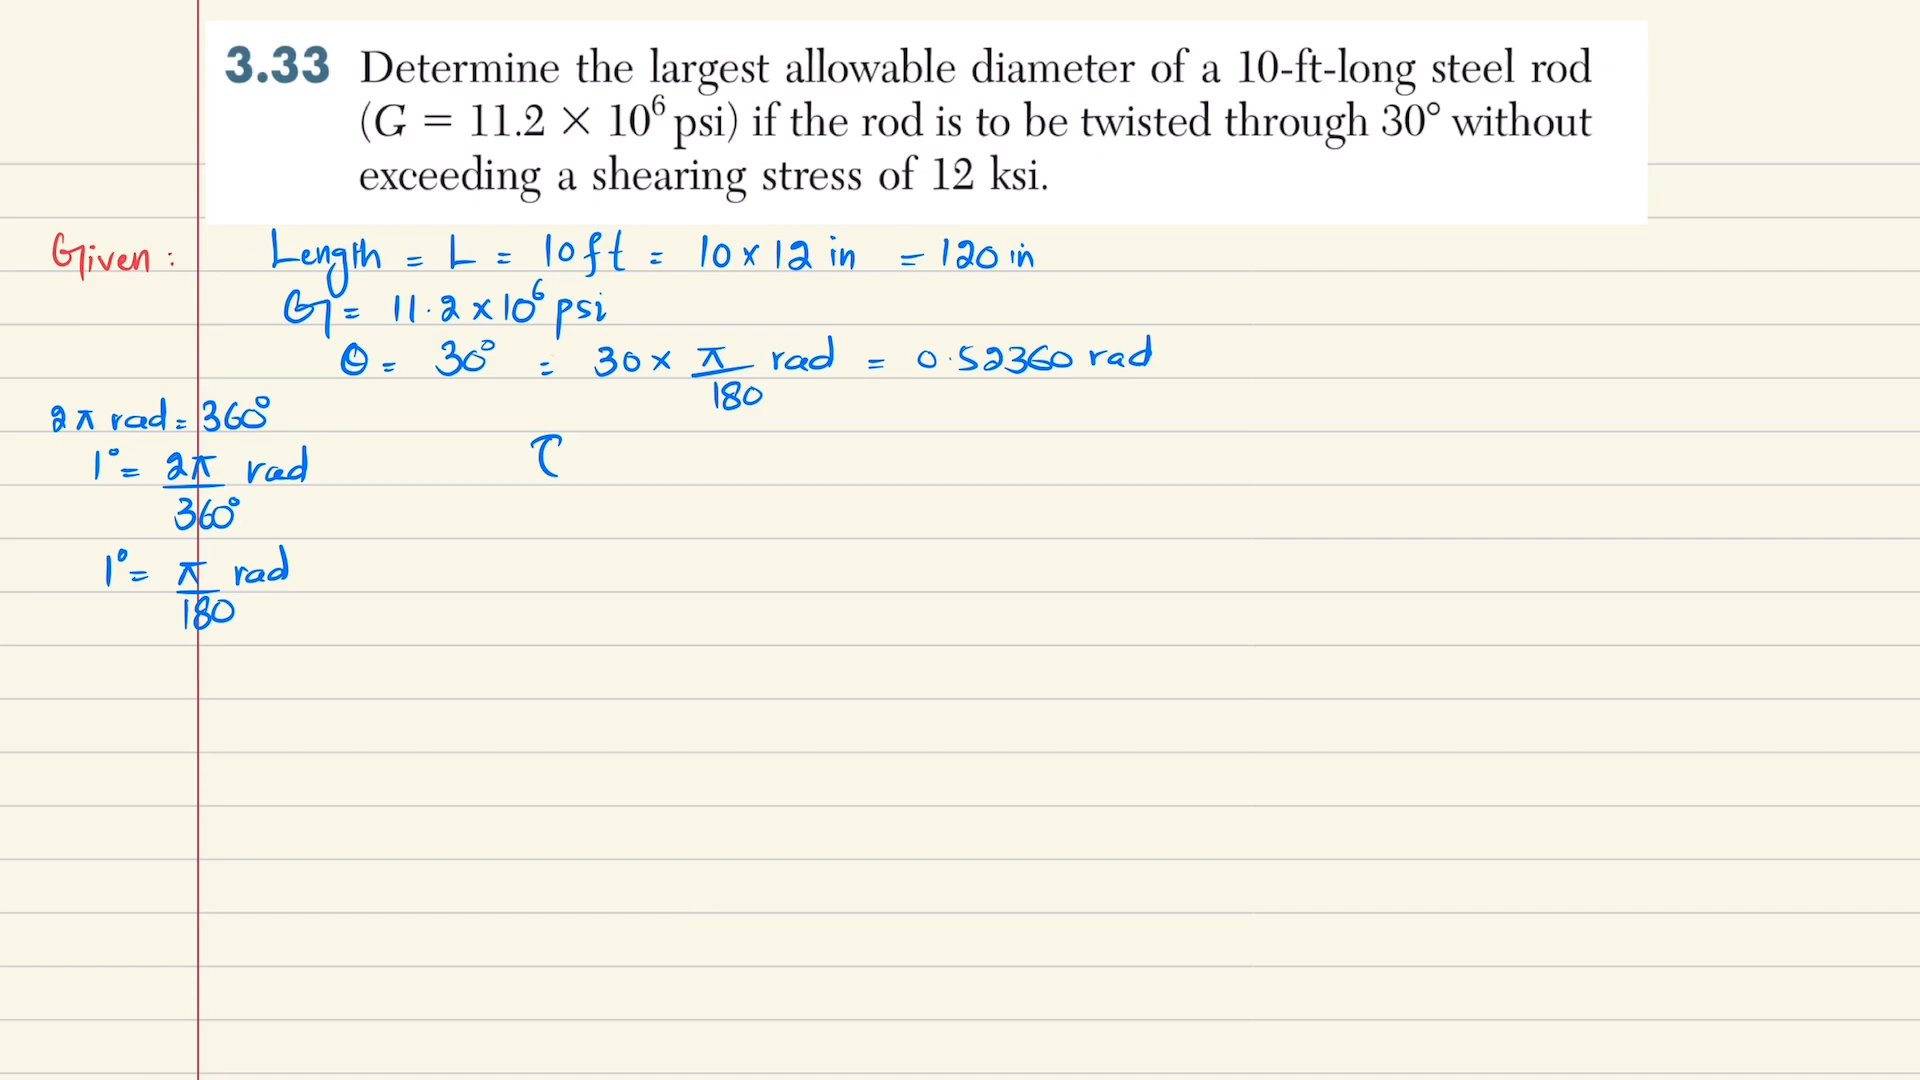 3.33 Determine the largest allowable diameter of a 10-ft-long steel rod
(G = 11.2 × 10⁶ psi) if the rod is to be twisted through 30° without
exceeding a shearing stress of 12 ksi.
Given : Length = L = 10ft = 10 × 12 in = 120 in
G = 11.2 × 10⁶ psi
θ = 30° = 30 × π/180 rad = 0.52360 rad
2π rad = 360°
τ
1° = 2π/360° rad
1° = π/180 rad